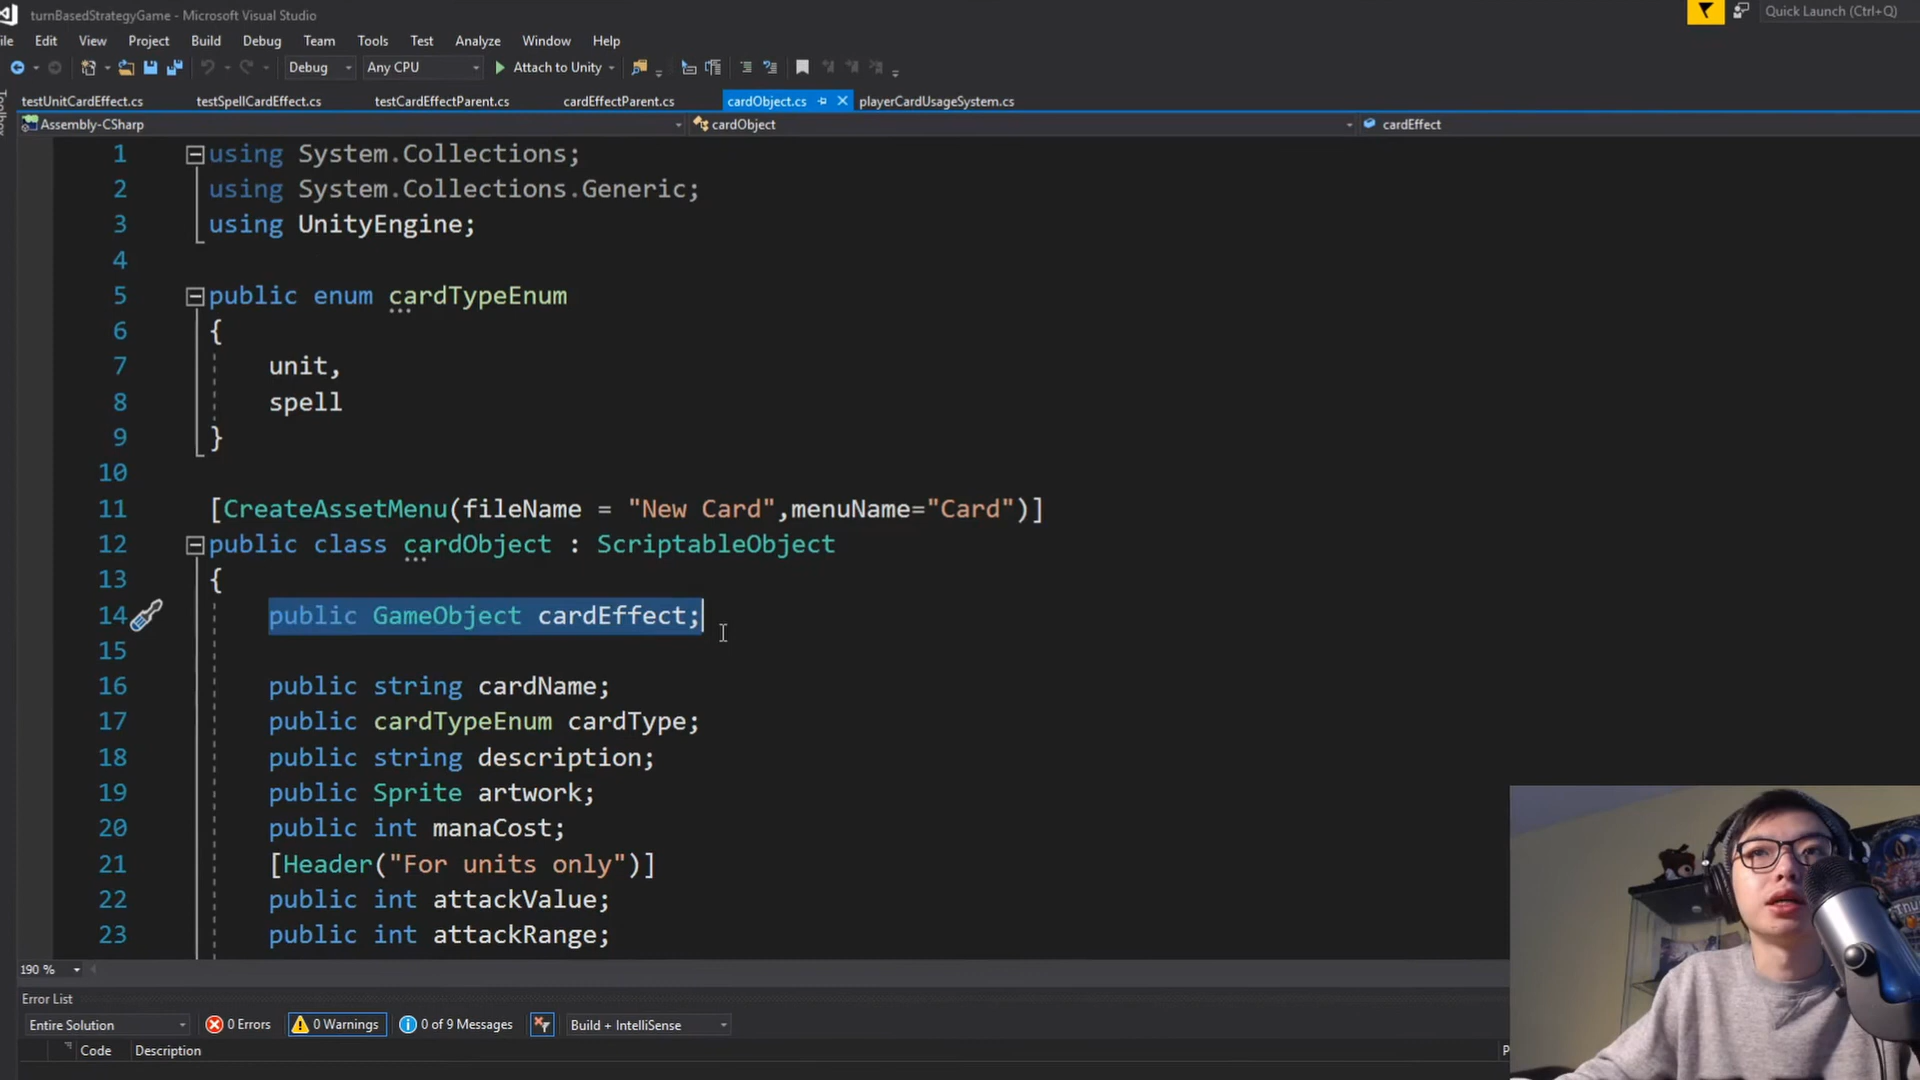 turnBasedStrategyGame - Microsoft Visual Studio
Quick Launch (Ctrl+Q)
Edit View Project Build Debug Team Tools Test Analyze Window Help
Debug Any CPU Attach to Unity
testUnitCardEffect.cs testSpellCardEffect.cs testCardEffectParent.cs cardEffectParent.cs cardObject.cs playerCardUsageSystem.cs
Assembly-CSharp cardObject cardEffect
1 using System.Collections;
2 using System.Collections.Generic;
3 using UnityEngine;
4
5 public enum cardTypeEnum
6 {
7 unit,
8 spell
9 }
10
11 [CreateAssetMenu(fileName = "New Card",menuName="Card")]
12 public class cardObject : ScriptableObject
13 {
14 public GameObject cardEffect;
15
16 public string cardName;
17 public cardTypeEnum cardType;
18 public string description;
19 public Sprite artwork;
20 public int manaCost;
21 [Header("For units only")]
22 public int attackValue;
23 public int attackRange;
190 %
Error List
Entire Solution 0 Errors 0 Warnings 0 of 9 Messages Build + IntelliSense
Code Description